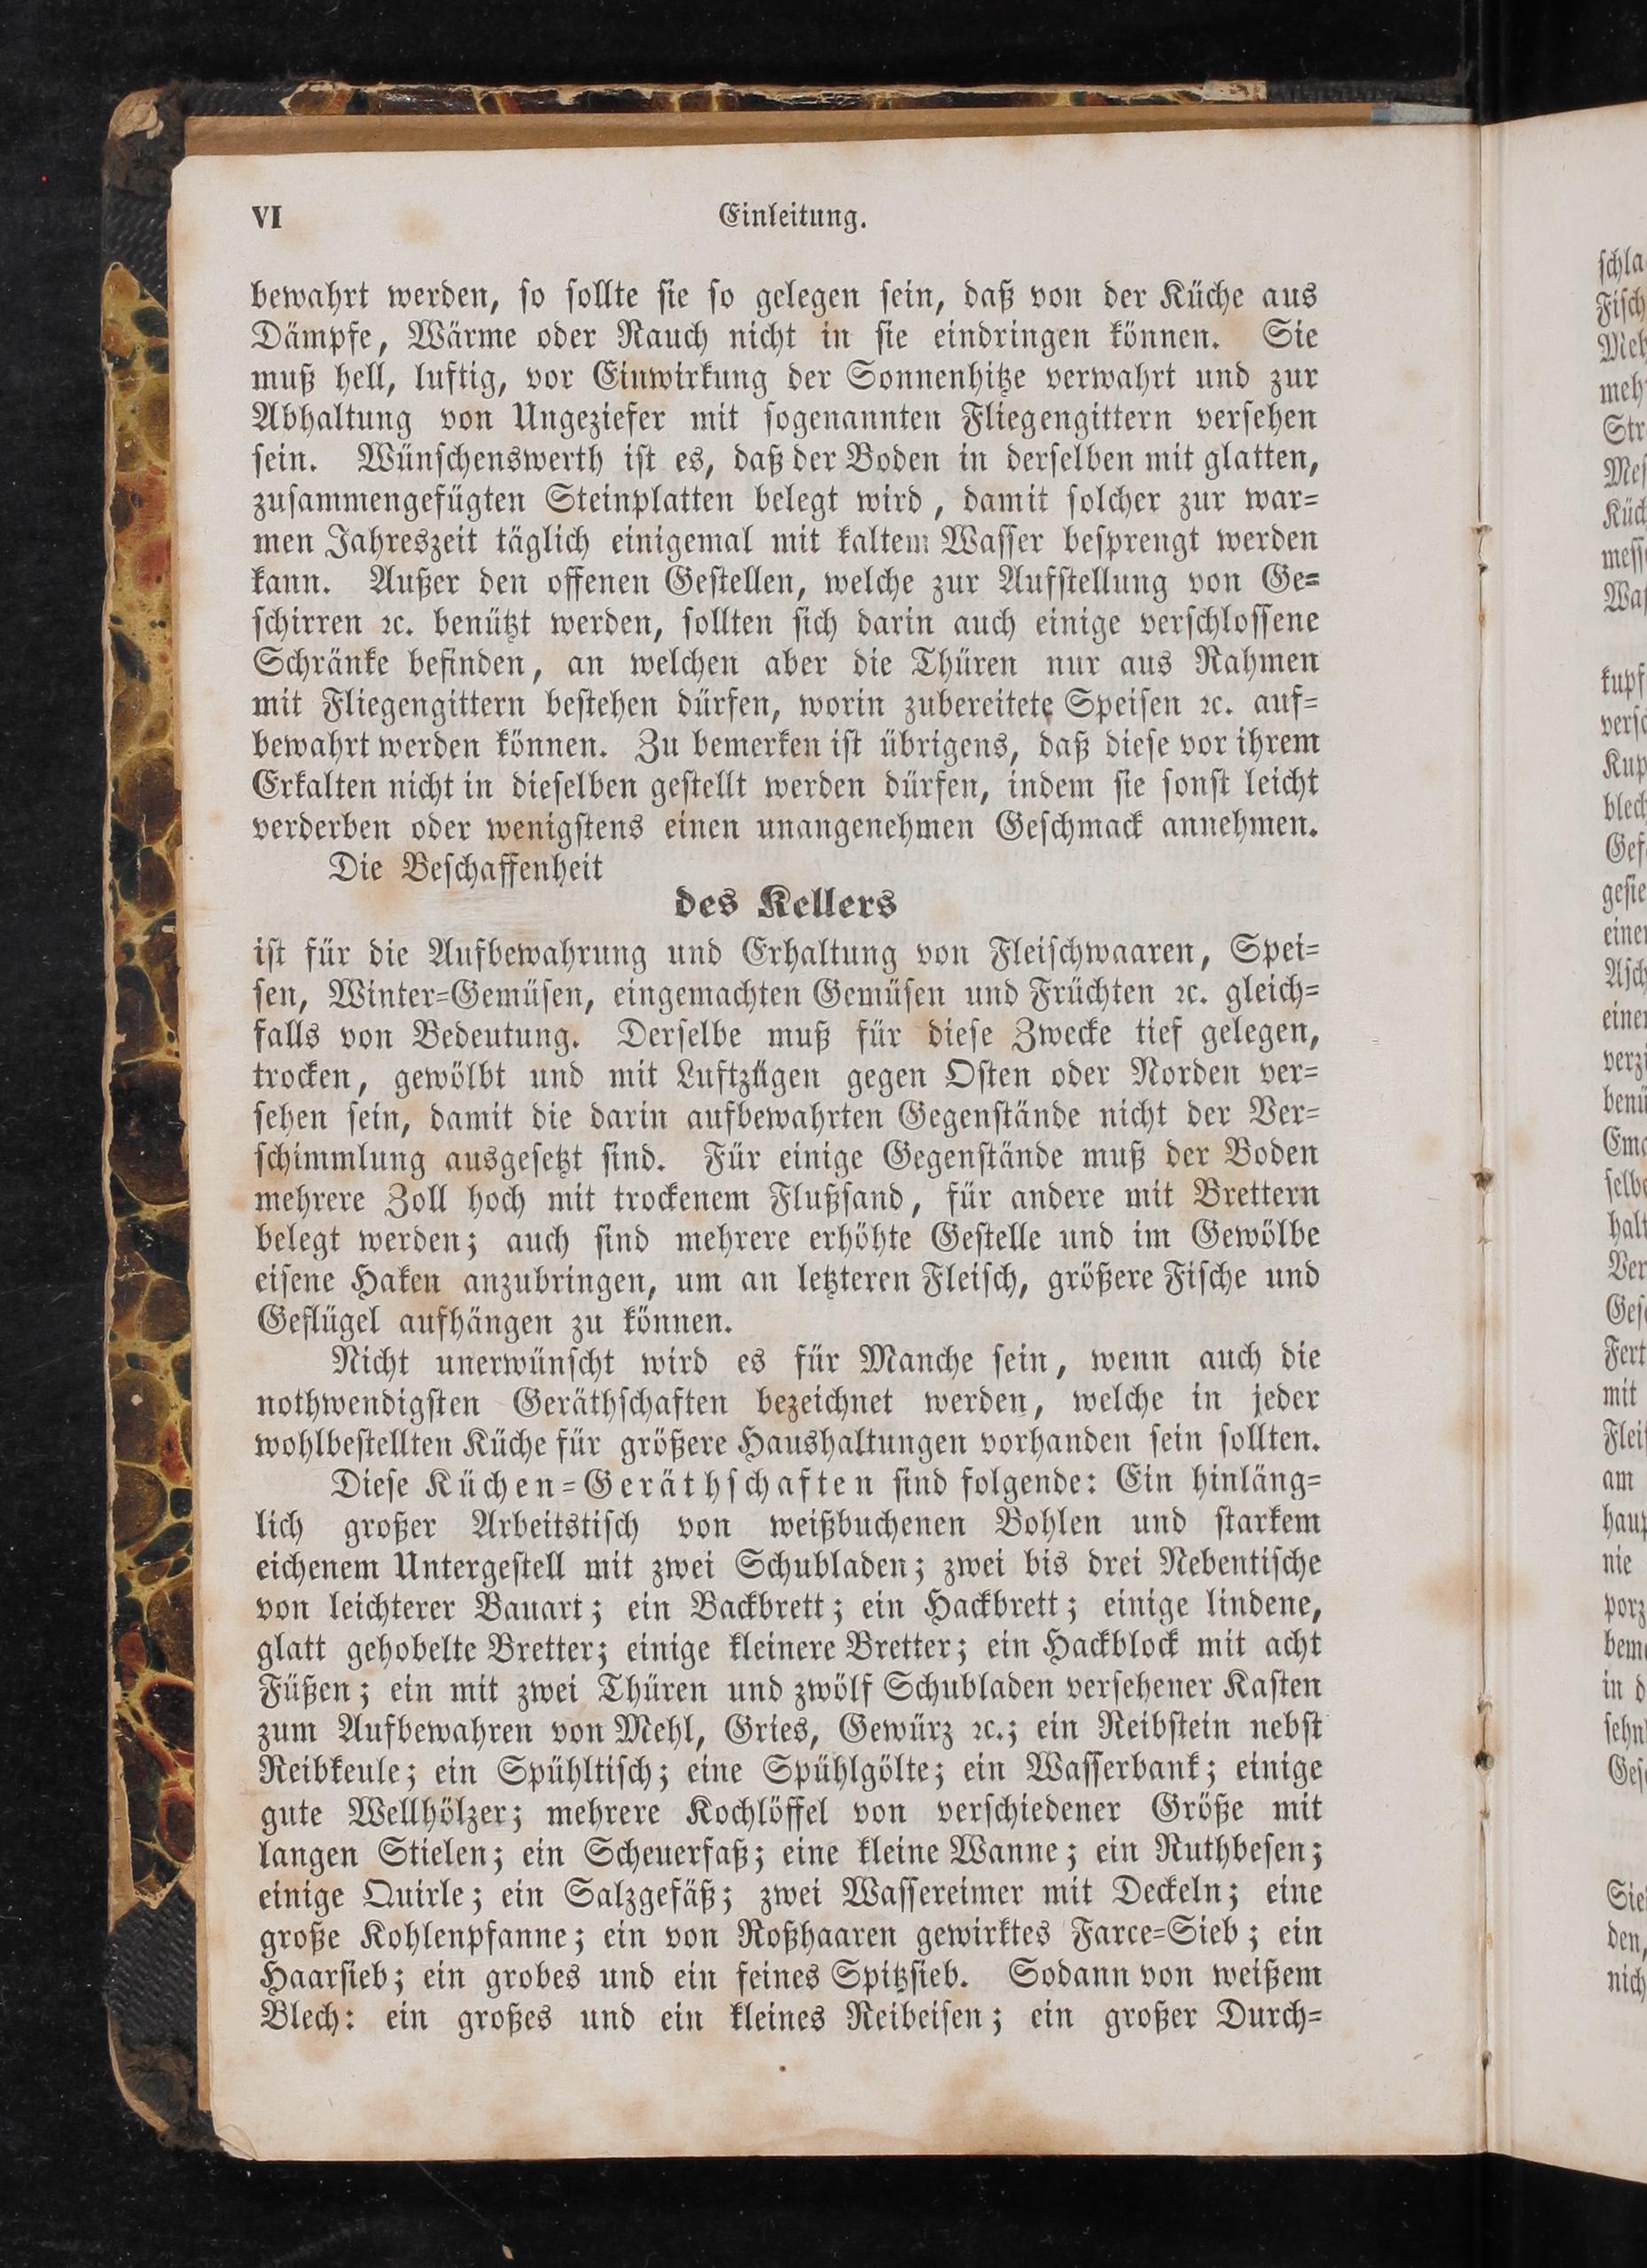 VI Einleitung.
bewahrt werden, so sollte sie so gelegen sein, daß von der Küche aus
Dämpfe, Wärme oder Rauch nicht in sie eindringen können. Sie
muß hell, luftig, vor Einwirkung der Sonnenhitze verwahrt und zur
Abhaltung von Ungeziefer mit sogenannten Fliegengittern versehen
sein. Wünschenswerth ist es, daß der Boden in derselben mit glatten,
zusammengefügten Steinplatten belegt wird, damit solcher zur war-
men Jahreszeit täglich einigemal mit kaltem Wasser besprengt werden
kann. Außer den offenen Gestellen, welche zur Aufstellung von Ge-
schirren ꝛc. benützt werden, sollten sich darin auch einige verschlossene
Schränke befinden, an welchen aber die Thüren nur aus Rahmen
mit Fliegengittern bestehen dürfen, worin zubereitete Speisen ꝛc. auf-
bewahrt werden können. Zu bemerken ist übrigens, daß diese vor ihrem
Erkalten nicht in dieselben gestellt werden dürfen, indem sie sonst leicht
verderben oder wenigstens einen unangenehmen Geschmack annehmen.
Die Beschaffenheit
des Kellers
ist für die Aufbewahrung und Erhaltung von Fleischwaaren, Spei-
sen, Winter-Gemüsen, eingemachten Gemüsen und Früchten ꝛc. gleich-
falls von Bedeutung. Derselbe muß für diese Zwecke tief gelegen,
trocken, gewölbt und mit Luftzügen gegen Osten oder Norden ver-
sehen sein, damit die darin aufbewahrten Gegenstände nicht der Ver-
schimmlung ausgesetzt sind. Für einige Gegenstände muß der Boden
mehrere Zoll hoch mit trockenem Flußsand, für andere mit Brettern
belegt werden; auch sind mehrere erhöhte Gestelle und im Gewölbe
eisene Haken anzubringen, um an letzteren Fleisch, größere Fische und
Geflügel aufhängen zu können.
Nicht unerwünscht wird es für Manche sein, wenn auch die
nothwendigsten Geräthschaften bezeichnet werden, welche in jeder
wohlbestellten Küche für größere Haushaltungen vorhanden sein sollten.
Diese Küchen-Geräthschaften sind folgende: Ein hinläng-
lich großer Arbeitstisch von weißbuchenen Bohlen und starkem
eichenem Untergestell mit zwei Schubladen; zwei bis drei Nebentische
von leichterer Bauart; ein Backbrett; ein Hackbrett; einige lindene,
glatt gehobelte Bretter; einige kleinere Bretter; ein Hackblock mit acht
Füßen; ein mit zwei Thüren und zwölf Schubladen versehener Kasten
zum Aufbewahren von Mehl, Gries, Gewürz ꝛc.; ein Reibstein nebst
Reibkeule; ein Spühltisch; eine Spühlgölte; ein Wasserbank; einige
gute Wellhölzer; mehrere Kochlöffel von verschiedener Größe mit
langen Stielen; ein Scheuerfaß; eine kleine Wanne; ein Ruthbesen;
einige Quirle; ein Salzgefäß; zwei Wassereimer mit Deckeln; eine
große Kohlenpfanne; ein von Roßhaaren gewirktes Farce-Sieb; ein
Haarsieb; ein grobes und ein feines Spitzsieb. Sodann von weißem
Blech: ein großes und ein kleines Reibeisen; ein großer Durch-